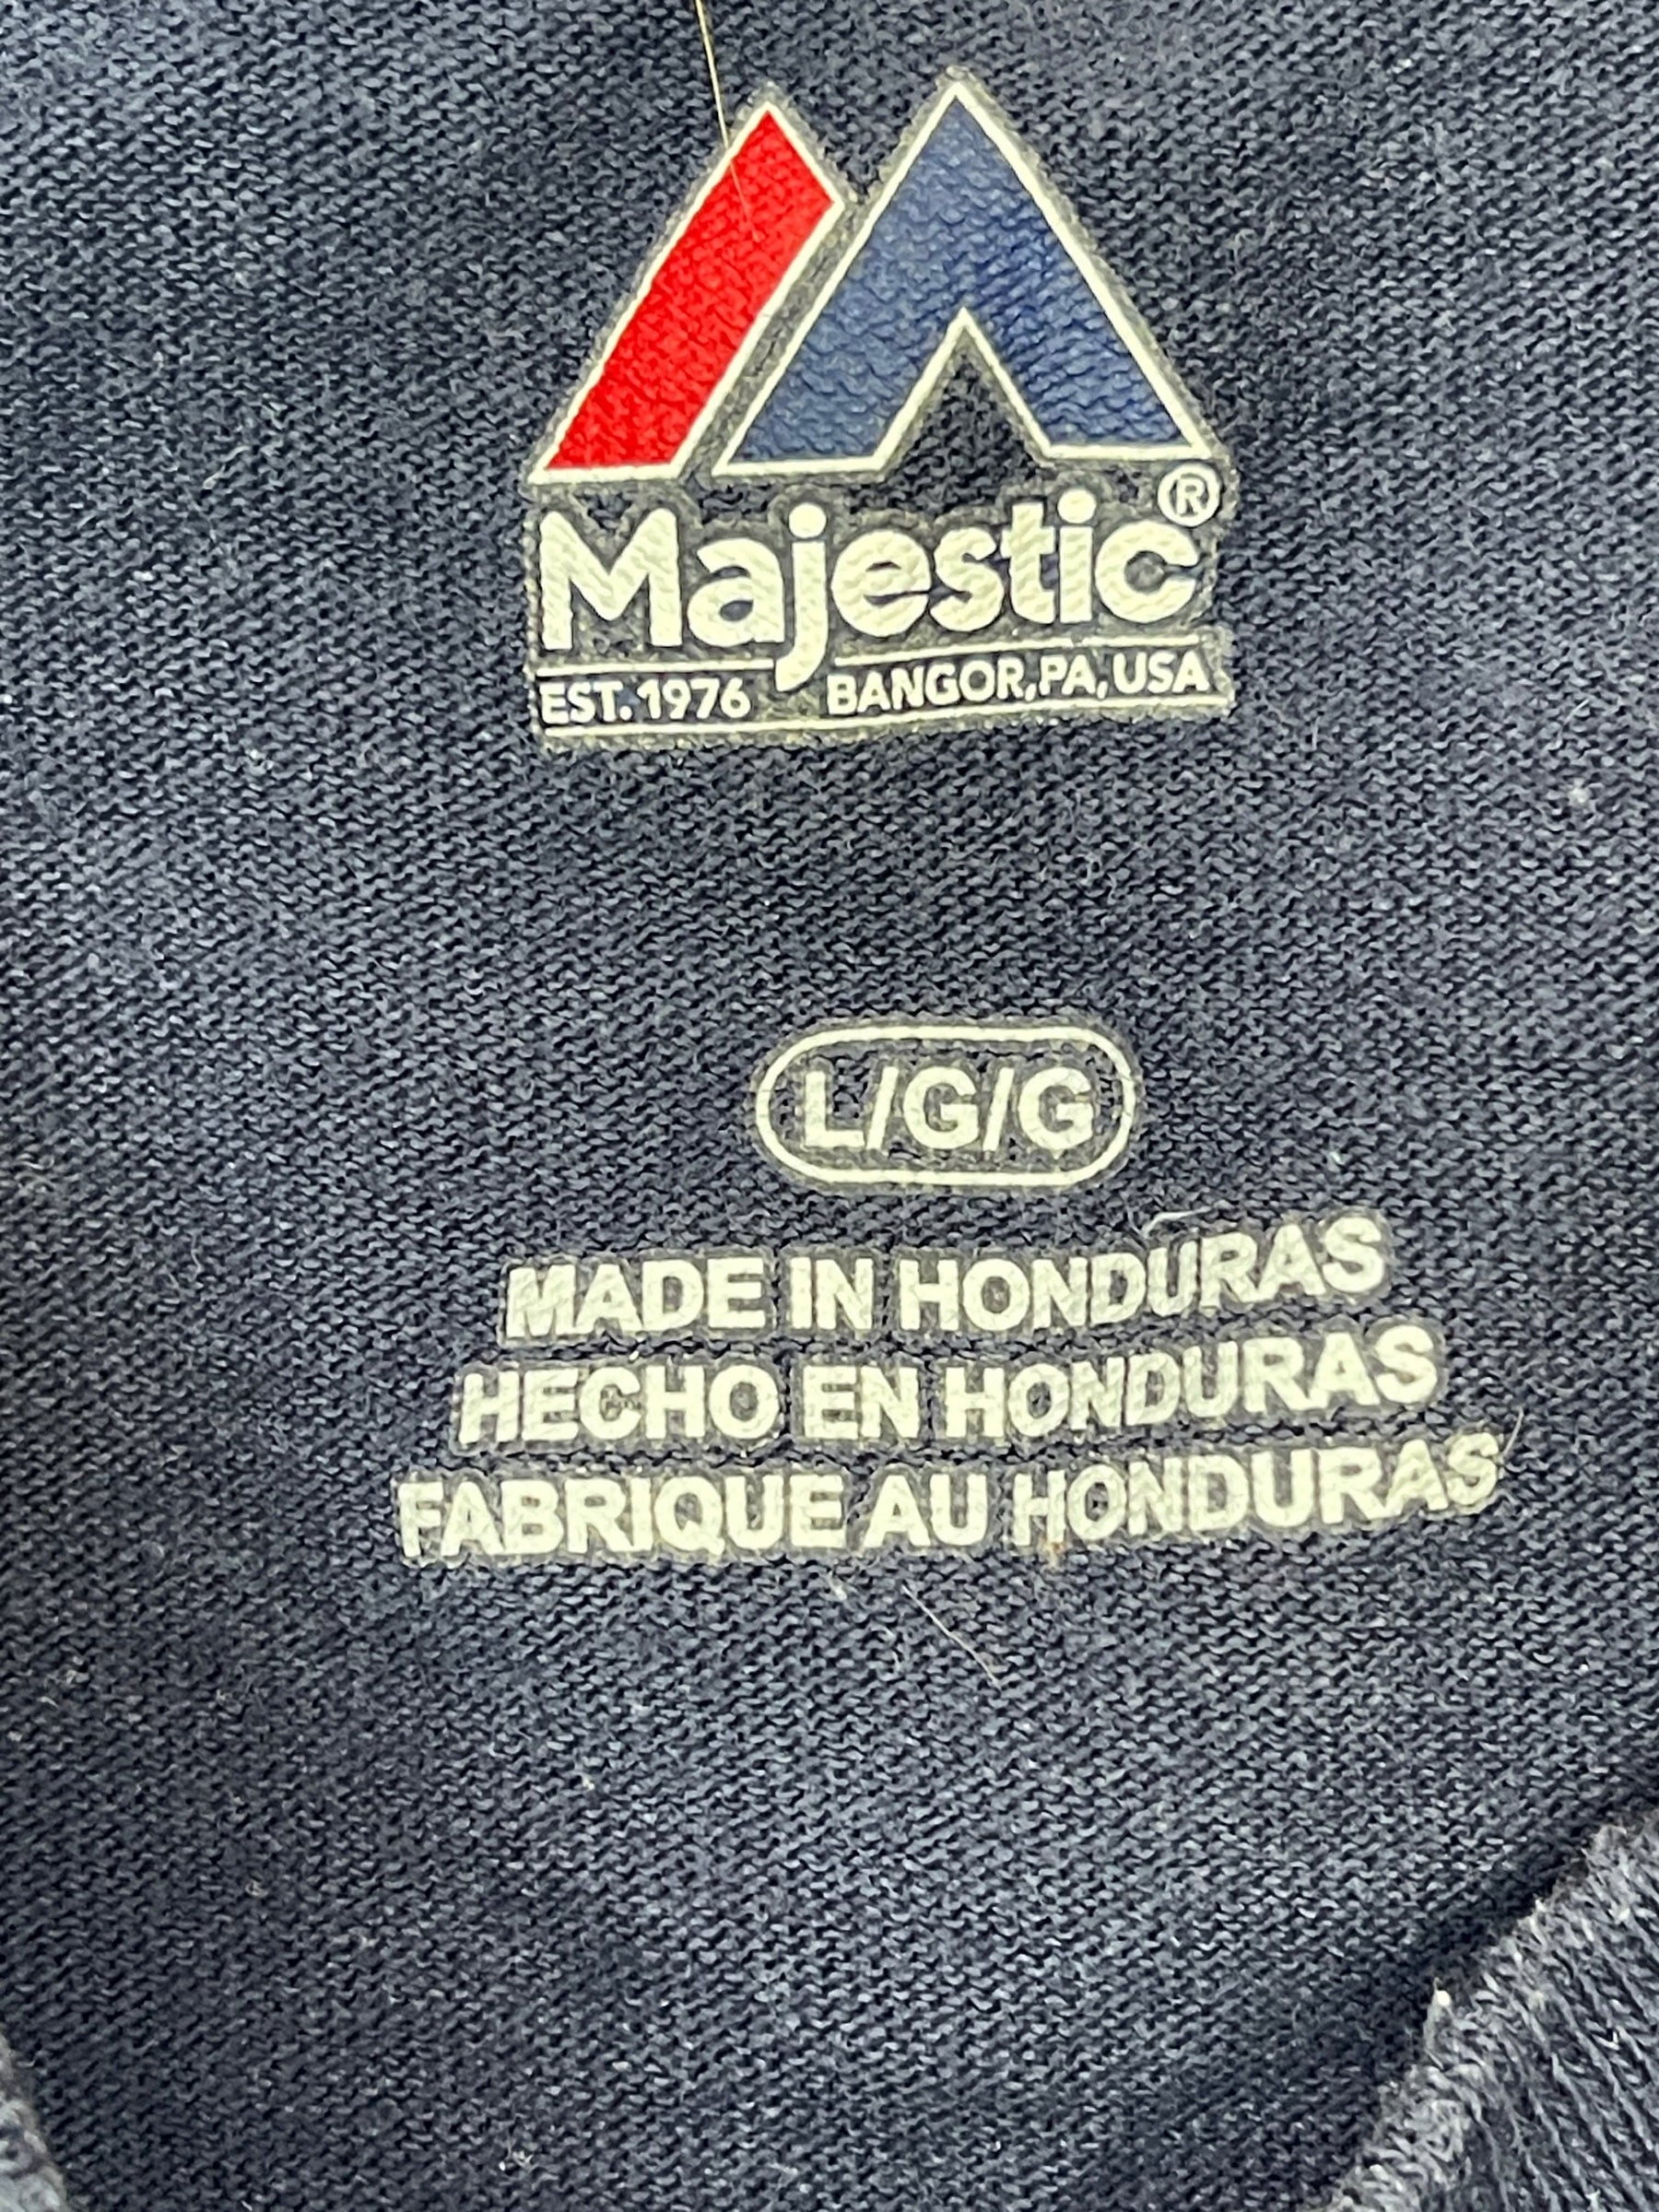 Majestic®
EST. 1976 BANGOR, PA, USA
L/G/G
MADE IN HONDURAS
HECHO EN HONDURAS
FABRIQUE AU HONDURAS